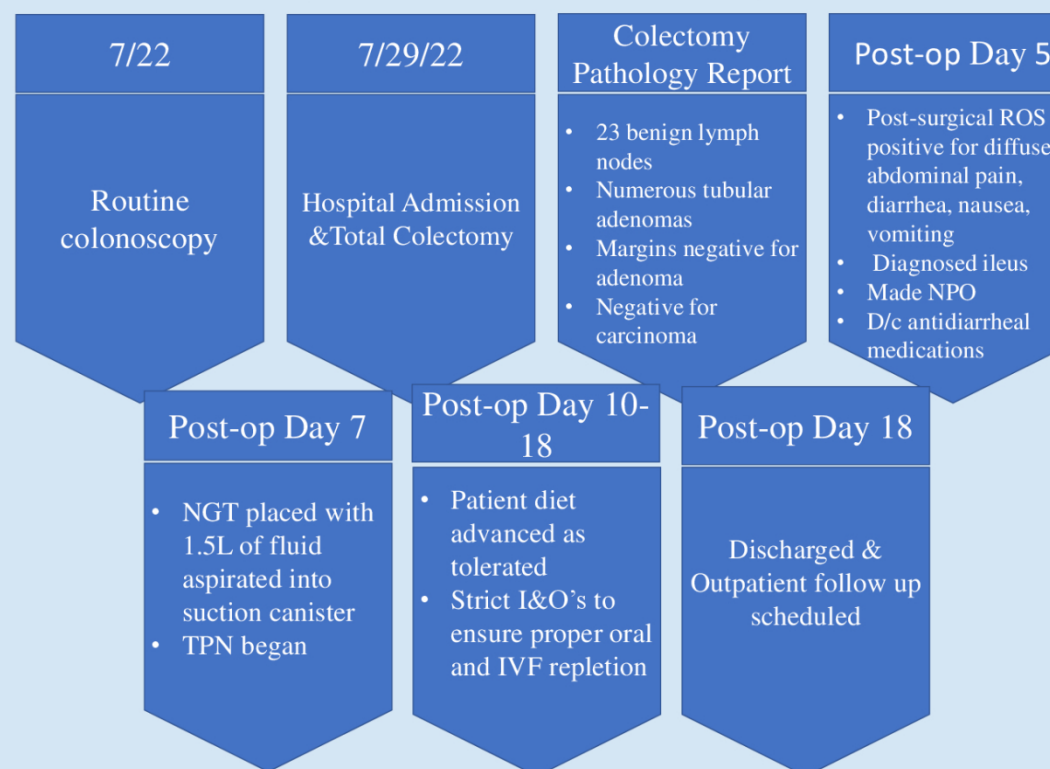 7/22
Routine
colonoscopy
7/29/22
Hospital Admission
&Total Colectomy
Colectomy
Pathology Report
• 23 benign lymph
nodes
• Numerous tubular
adenomas
• Margins negative for
adenoma
• Negative for
carcinoma
Post-op Day 5
• Post-surgical ROS
positive for diffuse
abdominal pain,
diarrhea, nausea,
vomiting
• Diagnosed ileus
• Made NPO
• D/c antidiarrheal
medications
Post-op Day 7
• NGT placed with
1.5L of fluid
aspirated into
suction canister
• TPN began
Post-op Day 10-
18
• Patient diet
advanced as
tolerated
• Strict I&O’s to
ensure proper oral
and IVF repletion
Post-op Day 18
Discharged &
Outpatient follow up
scheduled